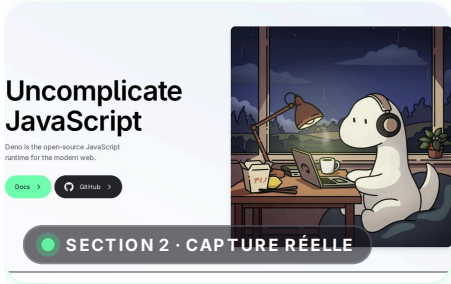 Uncomplicate
JavaScript
Deno is the open-source JavaScript
runtime for the modern web.
Docs
GitHub
SECTION 2 · CAPTURE RÉELLE